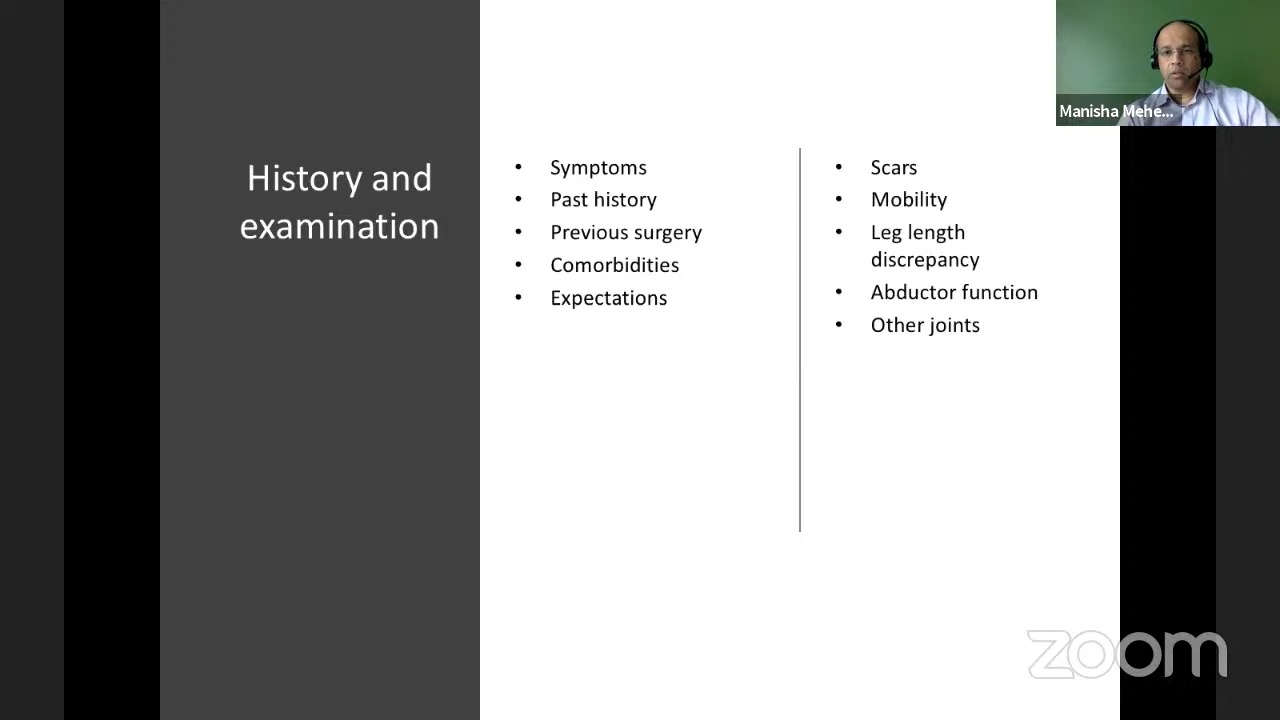 Manisha Mehe...
History and
examination
• Symptoms
• Past history
• Previous surgery
• Comorbidities
• Expectations
• Scars
• Mobility
• Leg length
discrepancy
• Abductor function
• Other joints
zoom